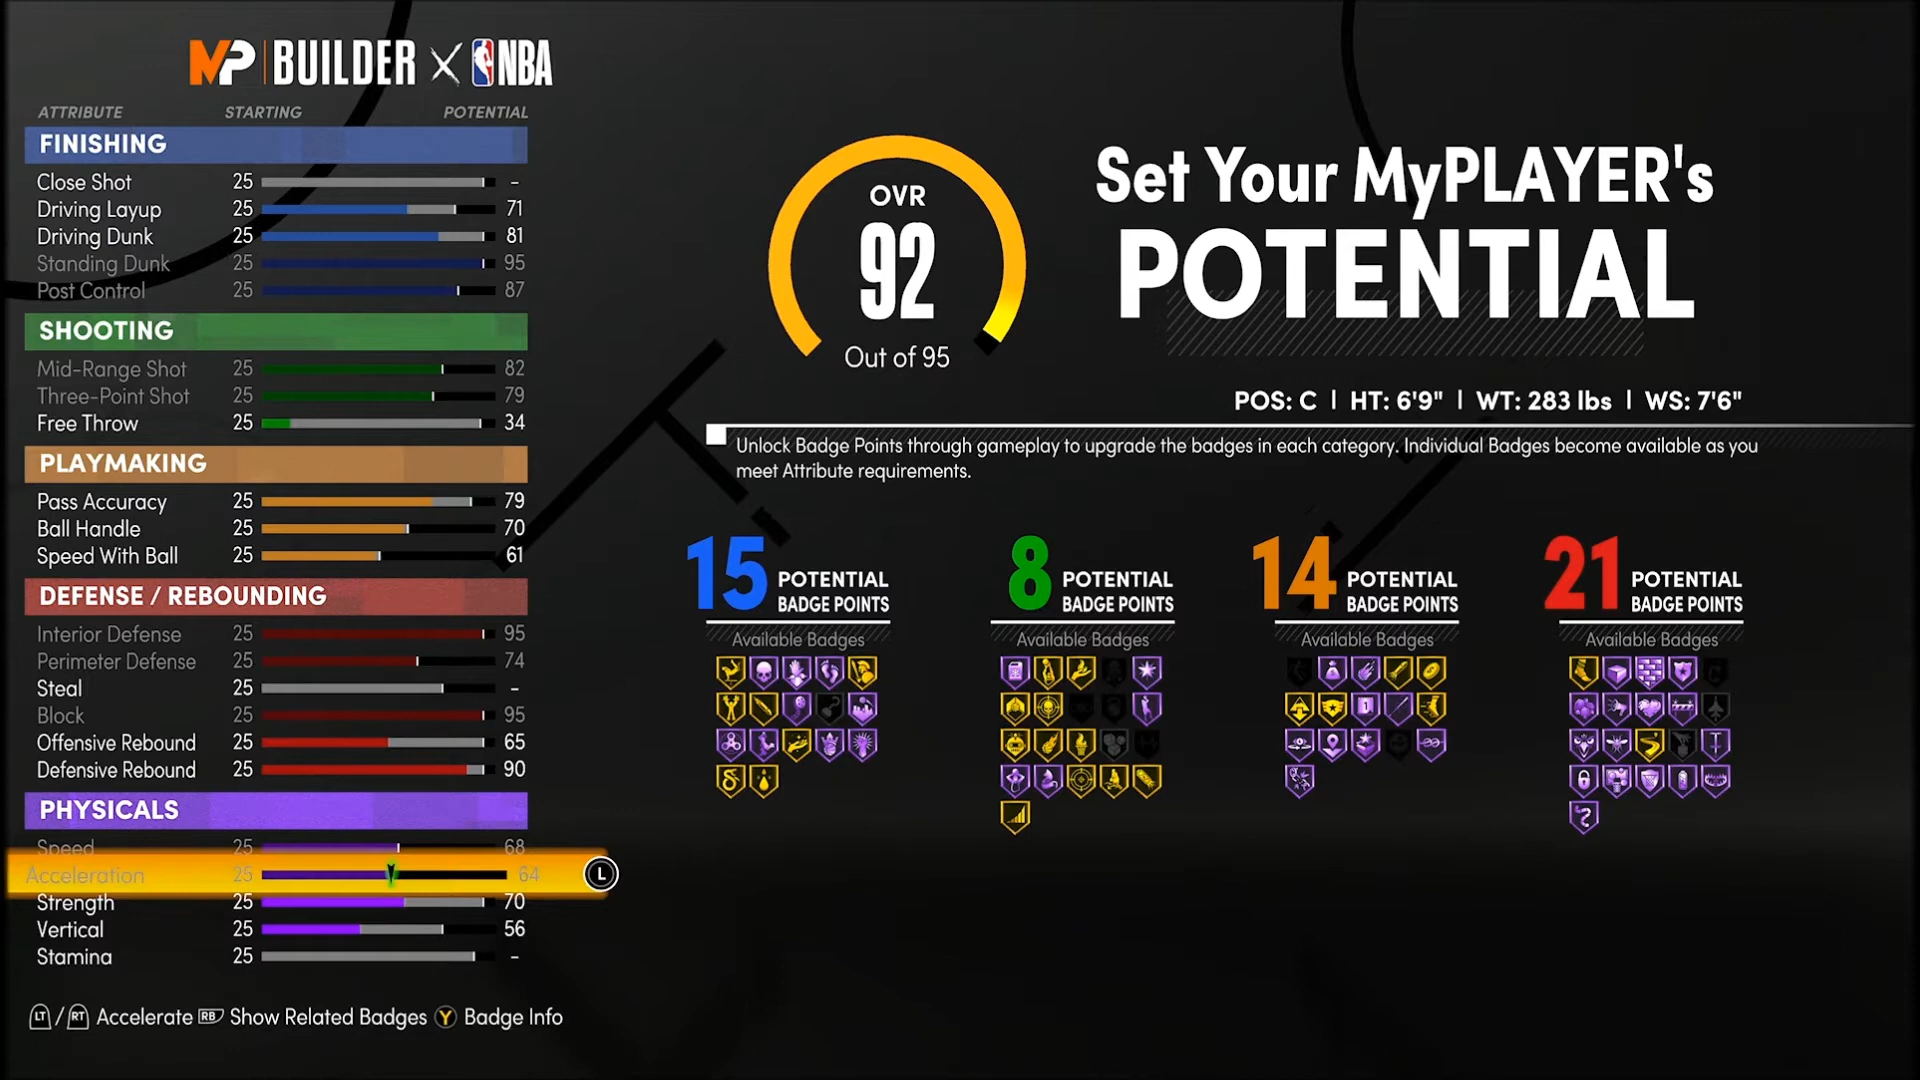 MP BUILDER X NBA
ATTRIBUTE STARTING POTENTIAL
FINISHING
Close Shot 25 -
Driving Layup 25 71
Driving Dunk 25 81
Standing Dunk 25 95
Post Control 25 87
SHOOTING
Mid-Range Shot 25 82
Three-Point Shot 25 79
Free Throw 25 34
PLAYMAKING
Pass Accuracy 25 79
Ball Handle 25 70
Speed With Ball 25 61
DEFENSE / REBOUNDING
Interior Defense 25 95
Perimeter Defense 25 74
Steal 25 -
Block 25 95
Offensive Rebound 25 65
Defensive Rebound 25 90
PHYSICALS
Speed 25 68
Acceleration 25 64 L
Strength 25 70
Vertical 25 56
Stamina 25 -
LT / RT Accelerate RB Show Related Badges Y Badge Info
OVR
92
Out of 95
Set Your MyPLAYER's
POTENTIAL
POS: C | HT: 6'9" | WT: 283 lbs | WS: 7'6"
Unlock Badge Points through gameplay to upgrade the badges in each category. Individual Badges become available as you
meet Attribute requirements.
15 POTENTIAL
BADGE POINTS
Available Badges
8 POTENTIAL
BADGE POINTS
Available Badges
14 POTENTIAL
BADGE POINTS
Available Badges
21 POTENTIAL
BADGE POINTS
Available Badges